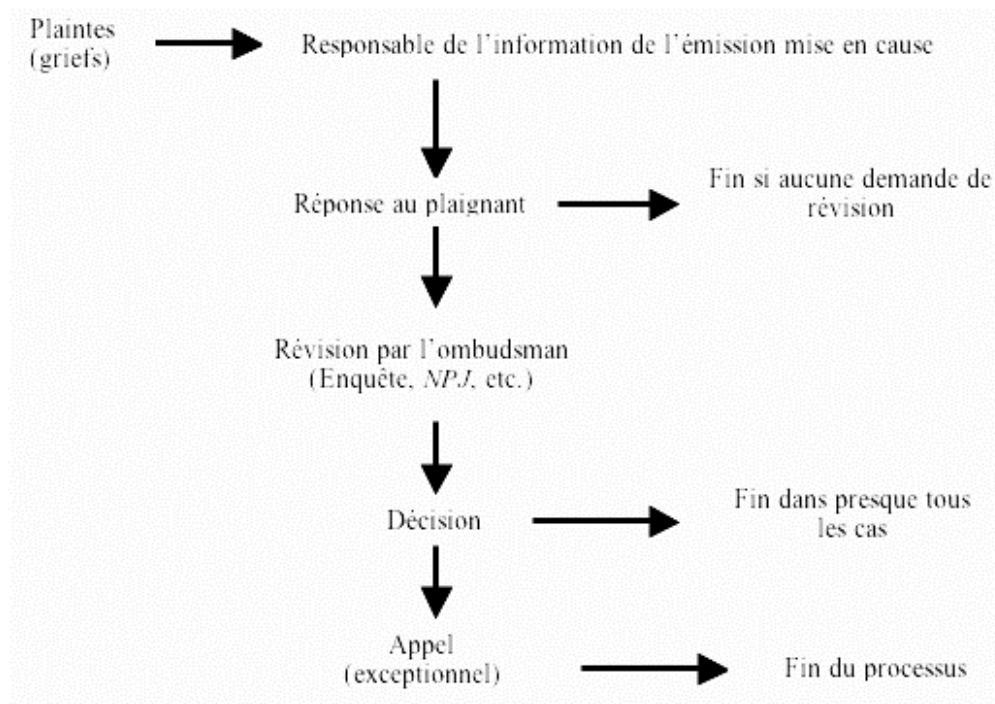 Plaintes
(griefs)
Responsable de l'information de l'émission mise en cause
Réponse au plaignant
Fin si aucune demande de
révision
Révision par l'ombudsman
(Enquête, NPJ, etc.)
Décision
Fin dans presque tous
les cas
Appel
(exceptionnel)
Fin du processus